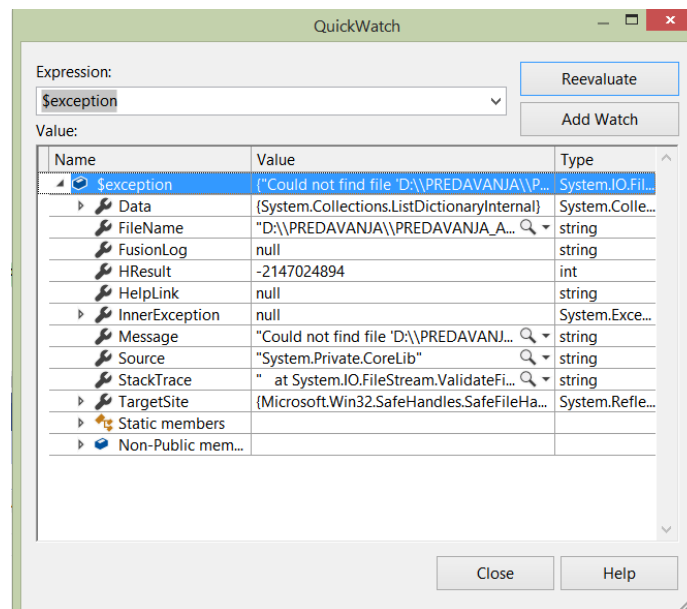 QuickWatch
Expression:
Reevaluate
$exception
Add Watch
Value:
Name Value Type
$exception {"Could not find file 'D:\\PREDAVANJA\\P... System.IO.Fil...
Data {System.Collections.ListDictionaryInternal} System.Colle...
FileName "D:\\PREDAVANJA\\PREDAVANJA_A... string
FusionLog null string
HResult -2147024894 int
HelpLink null string
InnerException null System.Exce...
Message "Could not find file 'D:\\PREDAVANJ... string
Source "System.Private.CoreLib" string
StackTrace " at System.IO.FileStream.ValidateFi... string
TargetSite {Microsoft.Win32.SafeHandles.SafeFileHa... System.Refle...
Static members
Non-Public mem...
Close Help